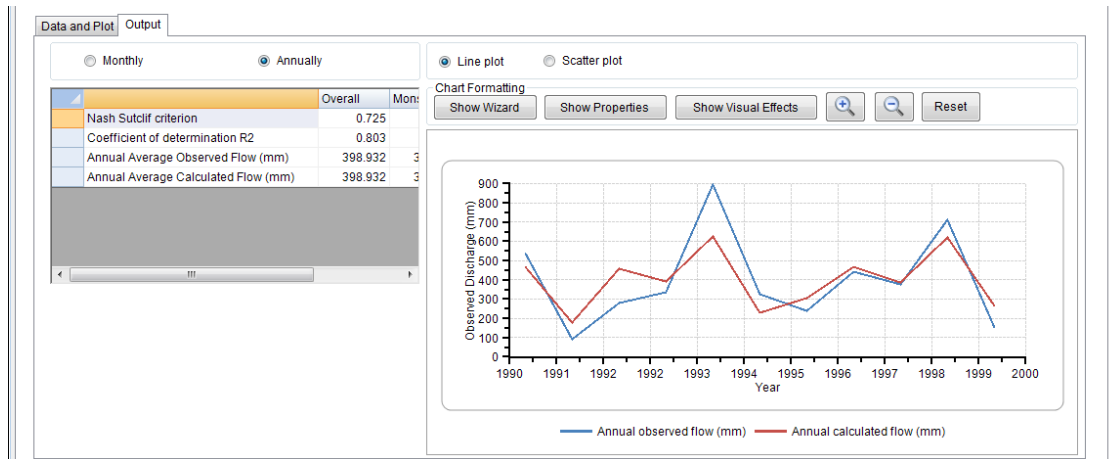 Data and Plot Output
Monthly Annually
Line plot Scatter plot
Chart Formatting
Show Wizard Show Properties Show Visual Effects Reset
Overall Mons
Nash Sutclif criterion 0.725
Coefficient of determination R2 0.803
Annual Average Observed Flow (mm) 398.932 3
Annual Average Calculated Flow (mm) 398.932 3
Observed Discharge (mm)
900
800
700
600
500
400
300
200
100
0
1990 1991 1992 1992 1993 1994 1995 1996 1997 1998 1999 2000
Year
Annual observed flow (mm) Annual calculated flow (mm)